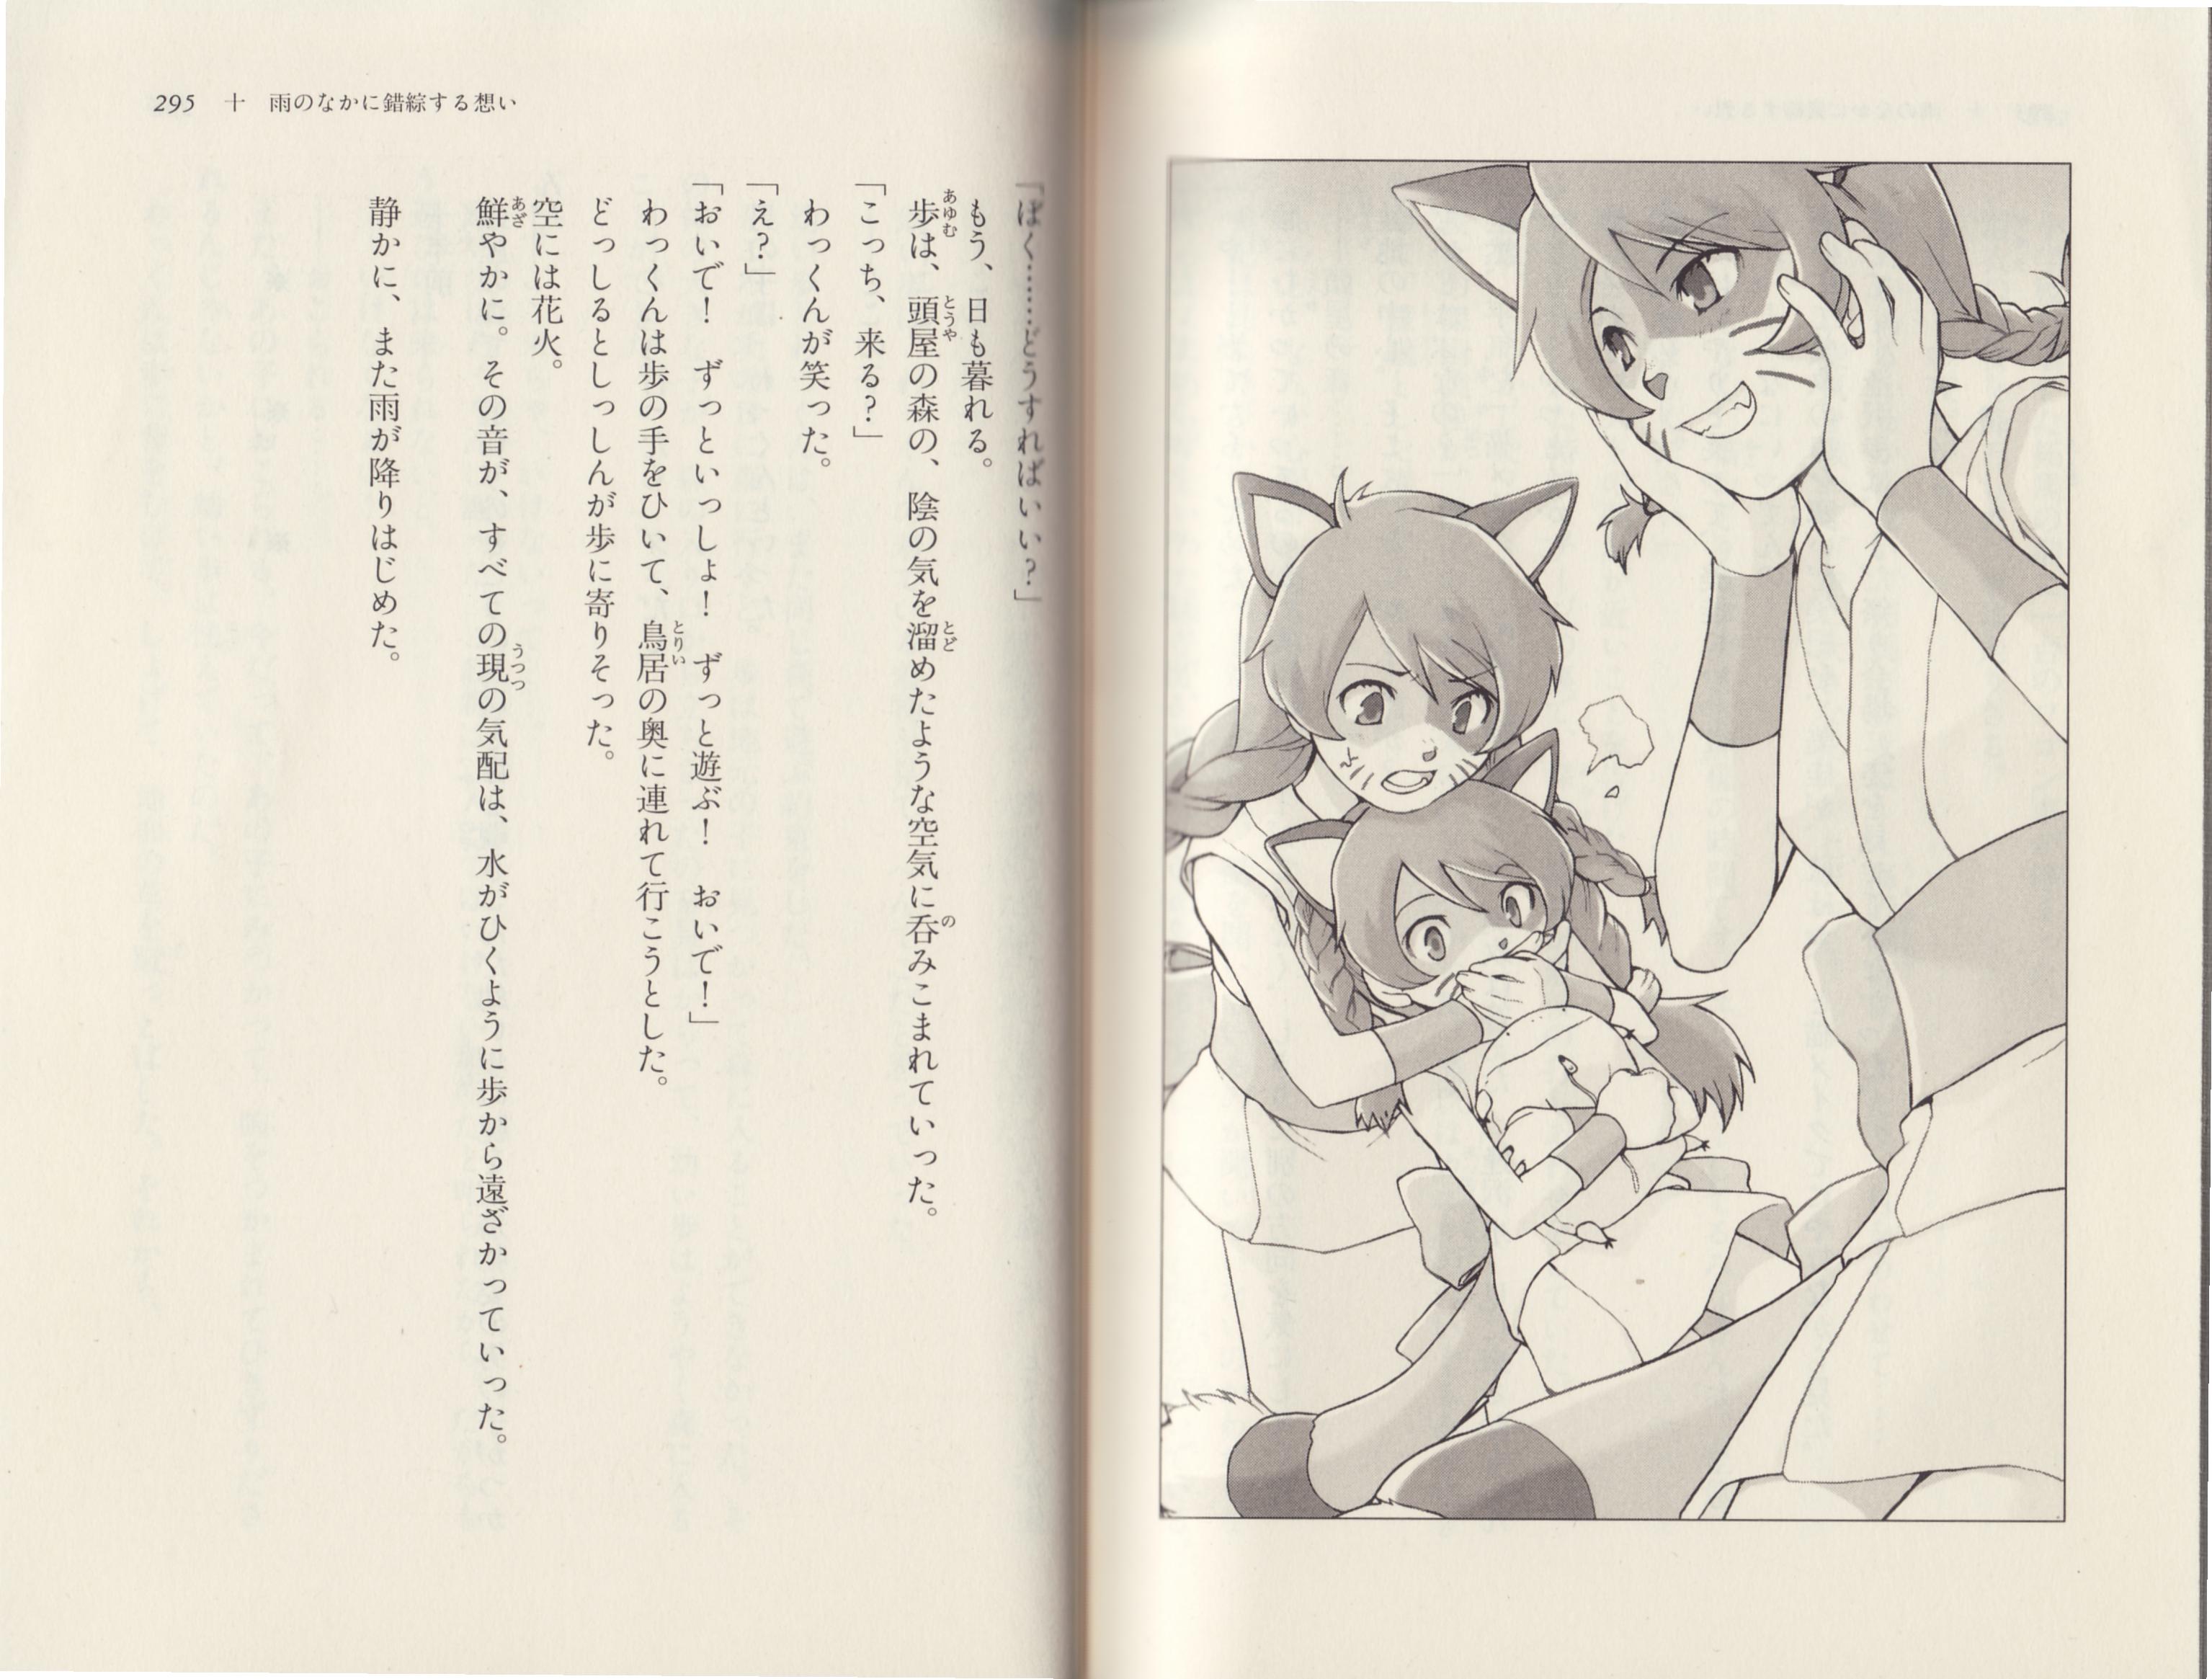 295 十 雨のなかに錯綜する想い
「ぼく……どうすればいい？」
もう、日も暮れる。
歩は、頭屋の森の、陰の気を溜めたような空気に呑みこまれていった。
「こっち、来る？」
わっくんが笑った。
「え？」
「おいで！　ずっといっしょ！　ずっと遊ぶ！　おいで！」
わっくんは歩の手をひいて、鳥居の奥に連れて行こうとした。
どっしるとしっしんが歩に寄りそった。
空には花火。
鮮やかに。その音が、すべての現の気配は、水がひくように歩から遠ざかっていった。
静かに、また雨が降りはじめた。